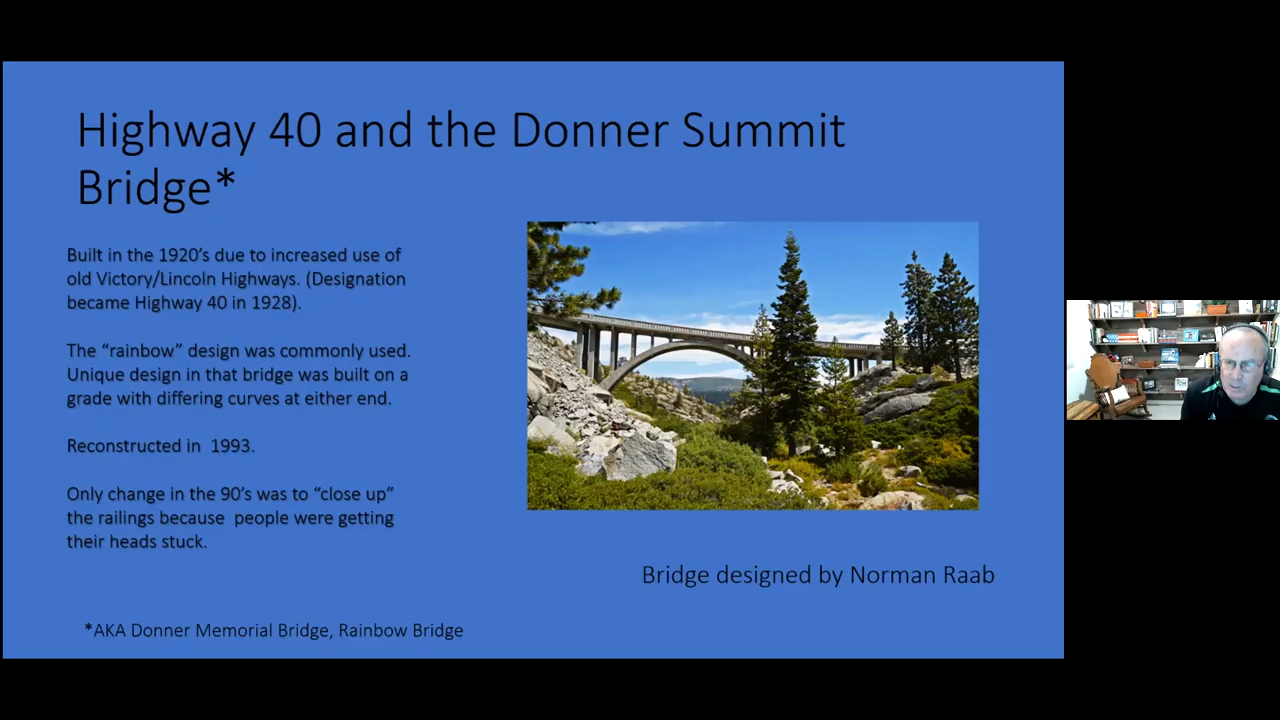 Highway 40 and the Donner Summit
Bridge*
Built in the 1920's due to increased use of
old Victory/Lincoln Highways. (Designation
became Highway 40 in 1928).
The “rainbow” design was commonly used.
Unique design in that bridge was built on a
grade with differing curves at either end.
Reconstructed in 1993.
Only change in the 90's was to “close up”
the railings because people were getting
their heads stuck.
Bridge designed by Norman Raab
*AKA Donner Memorial Bridge, Rainbow Bridge